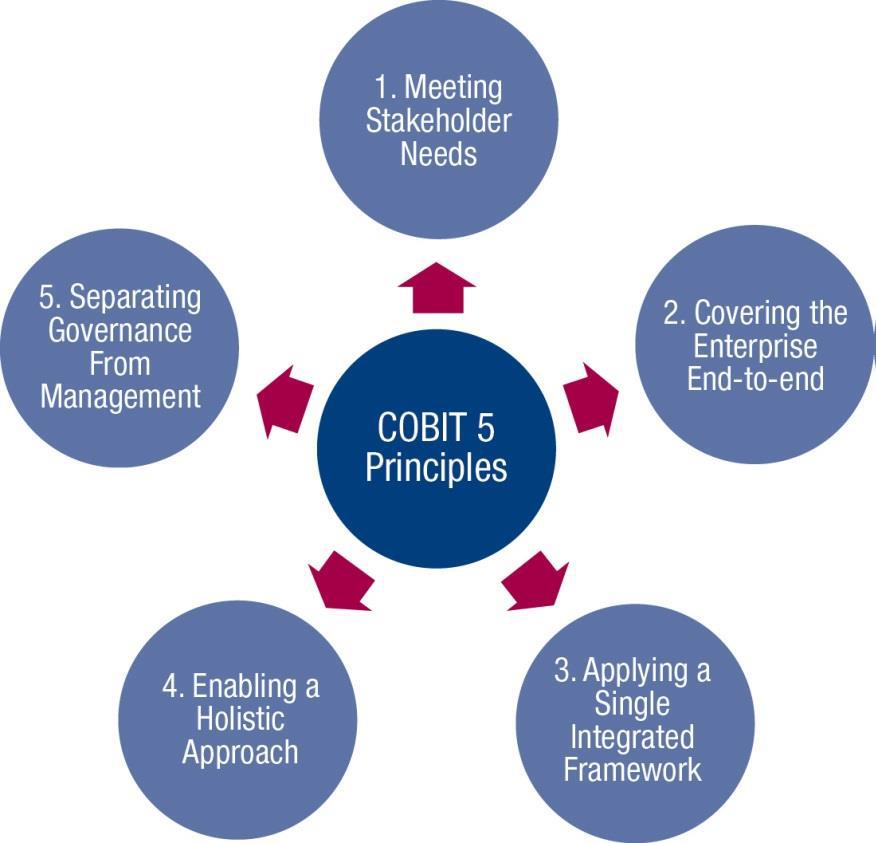 1. Meeting
Stakeholder
Needs
2. Covering the
Enterprise
End-to-end
3. Applying a
Single
Integrated
Framework
4. Enabling a
Holistic
Approach
5. Separating
Governance
From
Management
COBIT 5
Principles